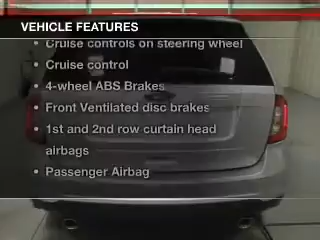 VEHICLE FEATURES
• Cruise controls on steering wheel
• Cruise control
• 4-wheel ABS Brakes
• Front Ventilated disc brakes
• 1st and 2nd row curtain head
airbags
• Passenger Airbag